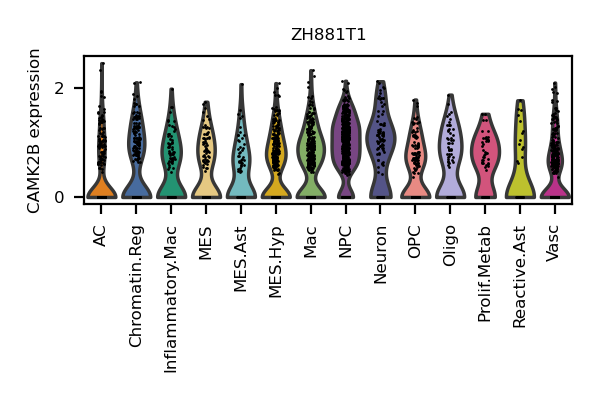 ZH881T1
CAMK2B expression
2
0
AC
Chromatin.Reg
Inflammatory.Mac
MES
MES.Ast
MES.Hyp
Mac
NPC
Neuron
OPC
Oligo
Prolif.Metab
Reactive.Ast
Vasc